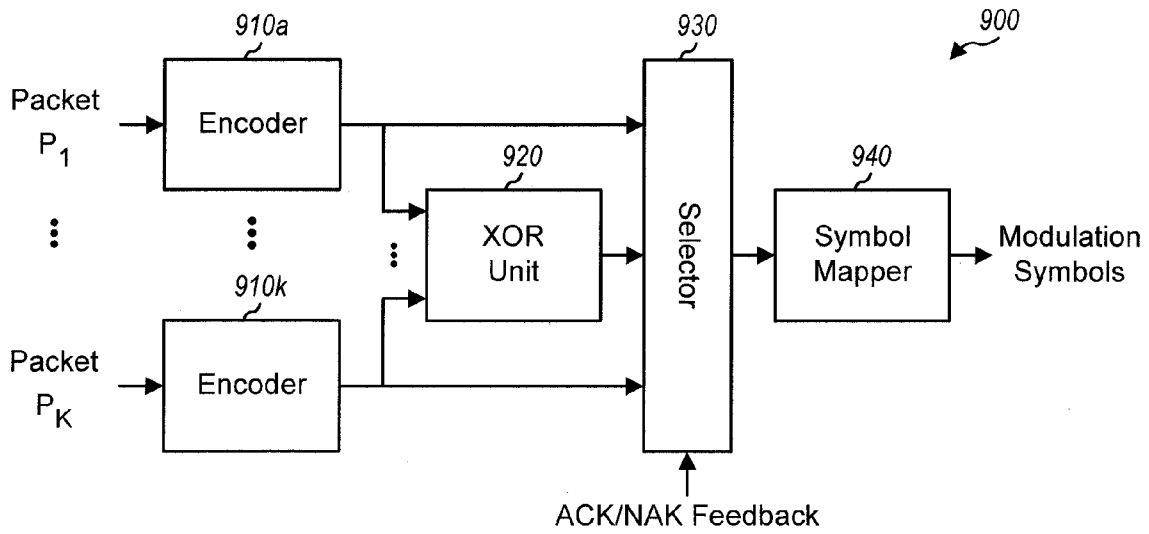 910a
930
900
Packet
P1
Encoder
920
940
XOR
Unit
Selector
Symbol
Mapper
Modulation
Symbols
910k
Packet
PK
Encoder
ACK/NAK Feedback